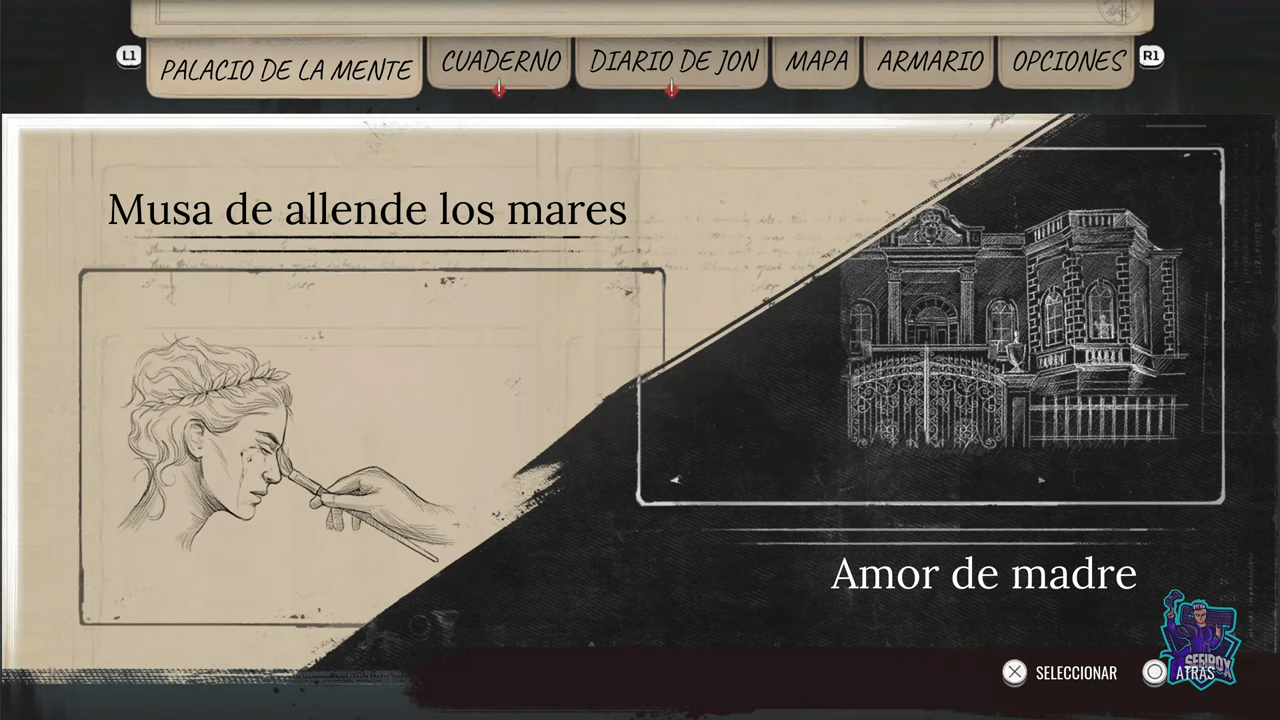 L1
PALACIO DE LA MENTE
CUADERNO
DIARIO DE JON
MAPA
ARMARIO
OPCIONES
R1
Musa de allende los mares
Amor de madre
SELECCIONAR
ATRÁS